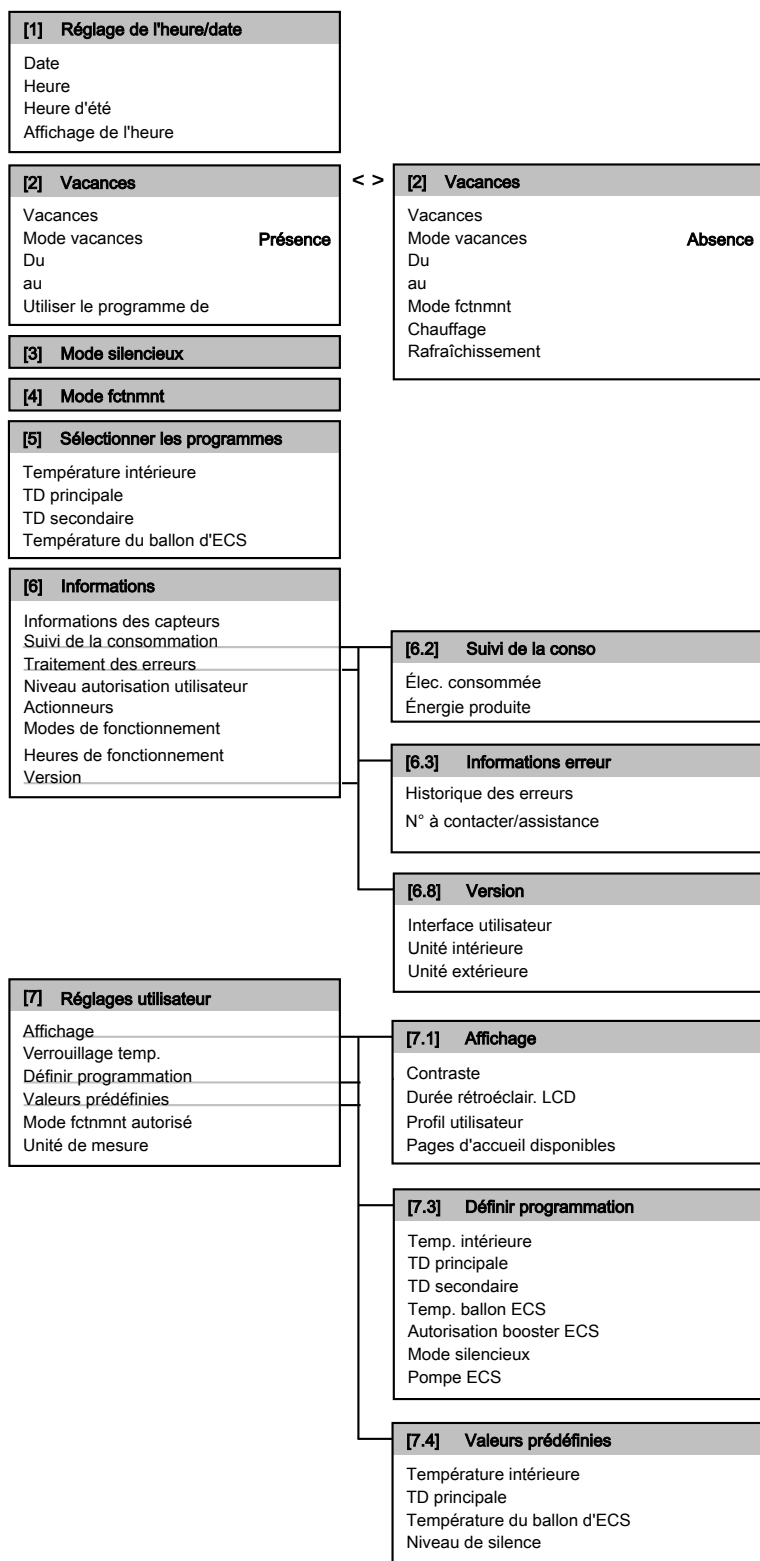 [1] Réglage de l'heure/date
Date
Heure
Heure d'été
Affichage de l'heure
[2] Vacances
Vacances
Mode vacances Présence
Du
au
Utiliser le programme de
< >
[2] Vacances
Vacances
Mode vacances Absence
Du
au
Mode fctnmnt
Chauffage
Rafraîchissement
[3] Mode silencieux
[4] Mode fctnmnt
[5] Sélectionner les programmes
Température intérieure
TD principale
TD secondaire
Température du ballon d'ECS
[6] Informations
Informations des capteurs
Suivi de la consommation
Traitement des erreurs
Niveau autorisation utilisateur
Actionneurs
Modes de fonctionnement
Heures de fonctionnement
Version
[6.2] Suivi de la conso
Élec. consommée
Énergie produite
[6.3] Informations erreur
Historique des erreurs
N° à contacter/assistance
[6.8] Version
Interface utilisateur
Unité intérieure
Unité extérieure
[7] Réglages utilisateur
Affichage
Verrouillage temp.
Définir programmation
Valeurs prédéfinies
Mode fctnmnt autorisé
Unité de mesure
[7.1] Affichage
Contraste
Durée rétroéclair. LCD
Profil utilisateur
Pages d'accueil disponibles
[7.3] Définir programmation
Temp. intérieure
TD principale
TD secondaire
Temp. ballon ECS
Autorisation booster ECS
Mode silencieux
Pompe ECS
[7.4] Valeurs prédéfinies
Température intérieure
TD principale
Température du ballon d'ECS
Niveau de silence